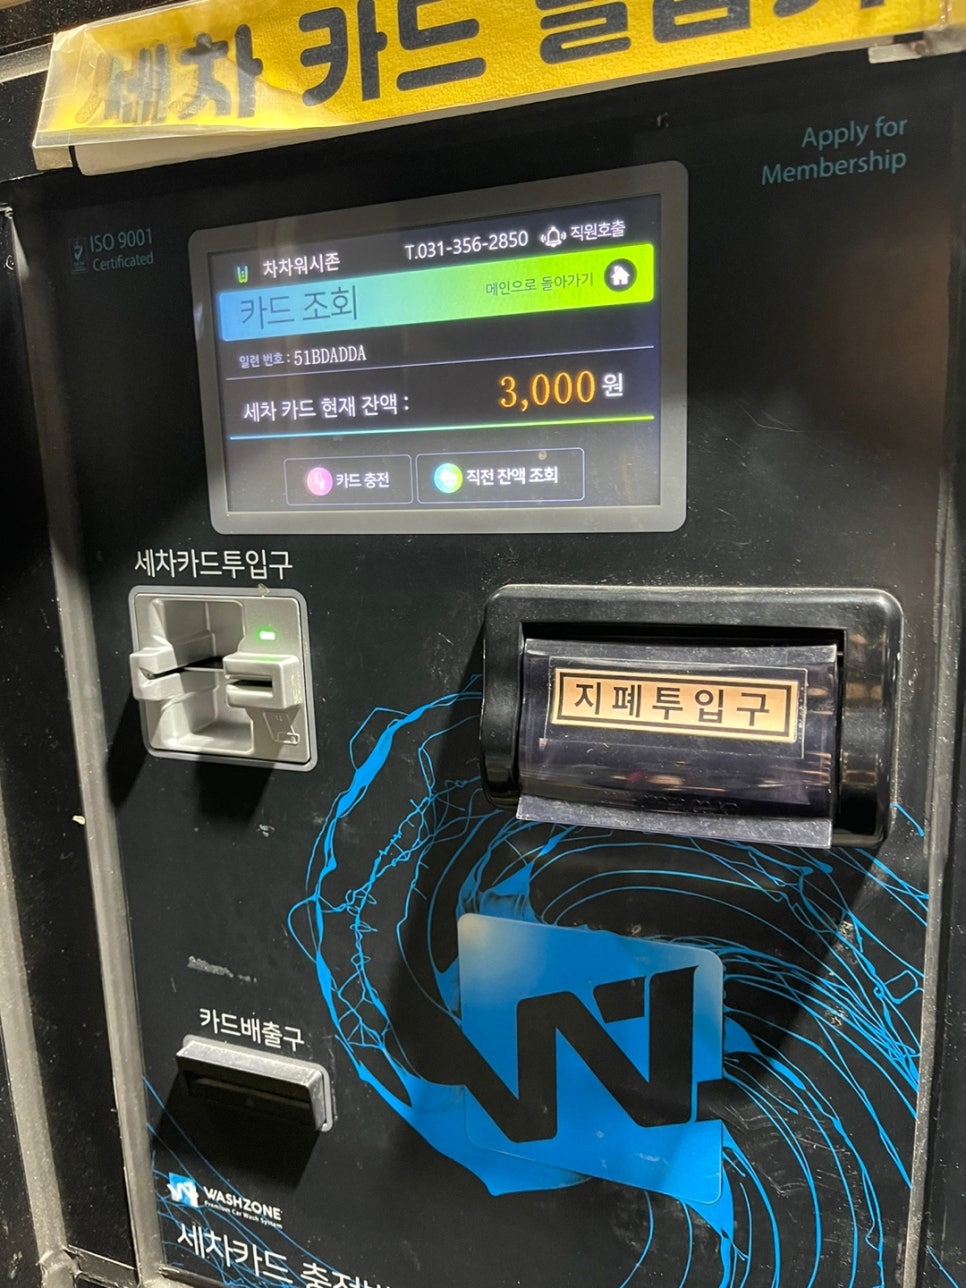 세차 카드
Apply for
Membership
ISO 9001
Certificated
차차워시존 T.031-356-2850 직원호출
카드 조회 메인으로 돌아가기
일련 번호 : 51BDADDA
세차 카드 현재 잔액 : 3,000 원
카드 충전 직전 잔액 조회
세차카드투입구
지폐투입구
카드배출구
WASHZONE
Premium Car Wash System
세차카드